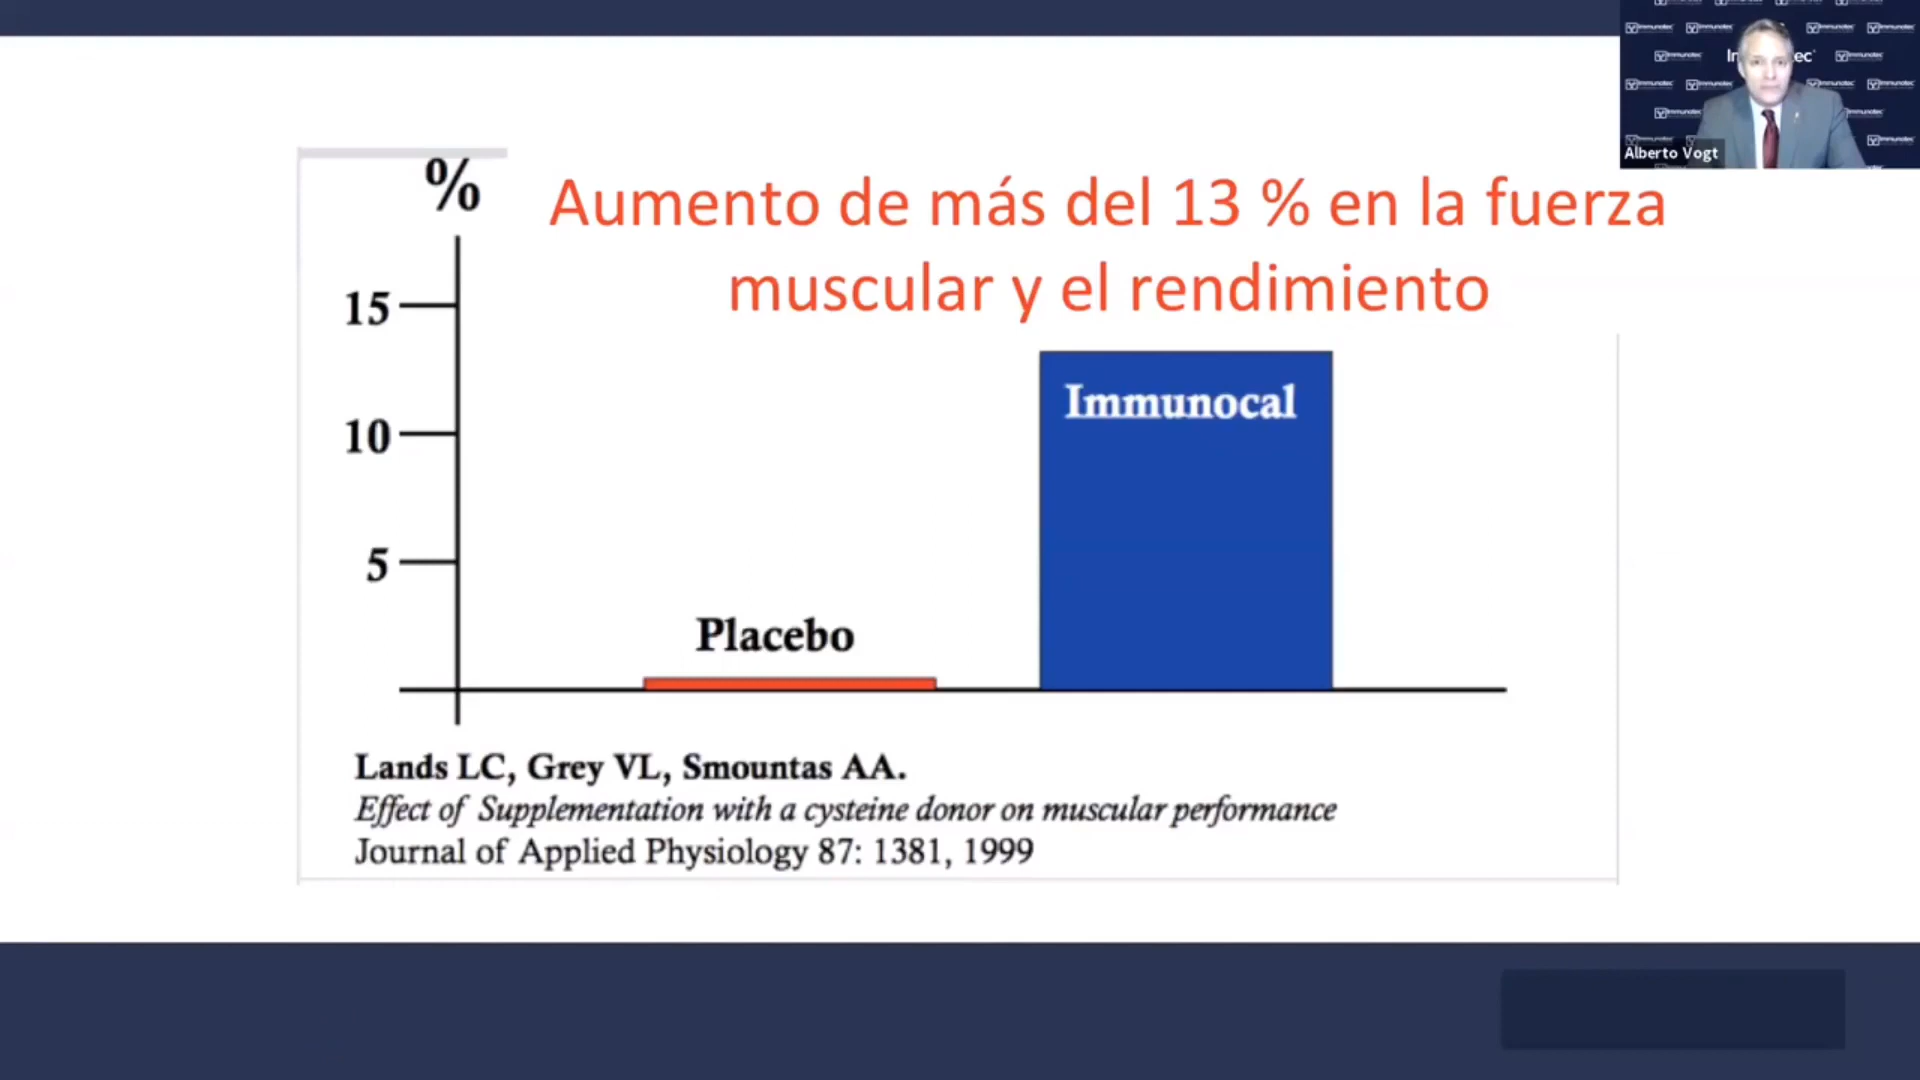 %
Aumento de más del 13 % en la fuerza
muscular y el rendimiento
15
10
5
Placebo
Immunocal
Lands LC, Grey VL, Smountas AA.
Effect of Supplementation with a cysteine donor on muscular performance
Journal of Applied Physiology 87: 1381, 1999
Alberto Vogt